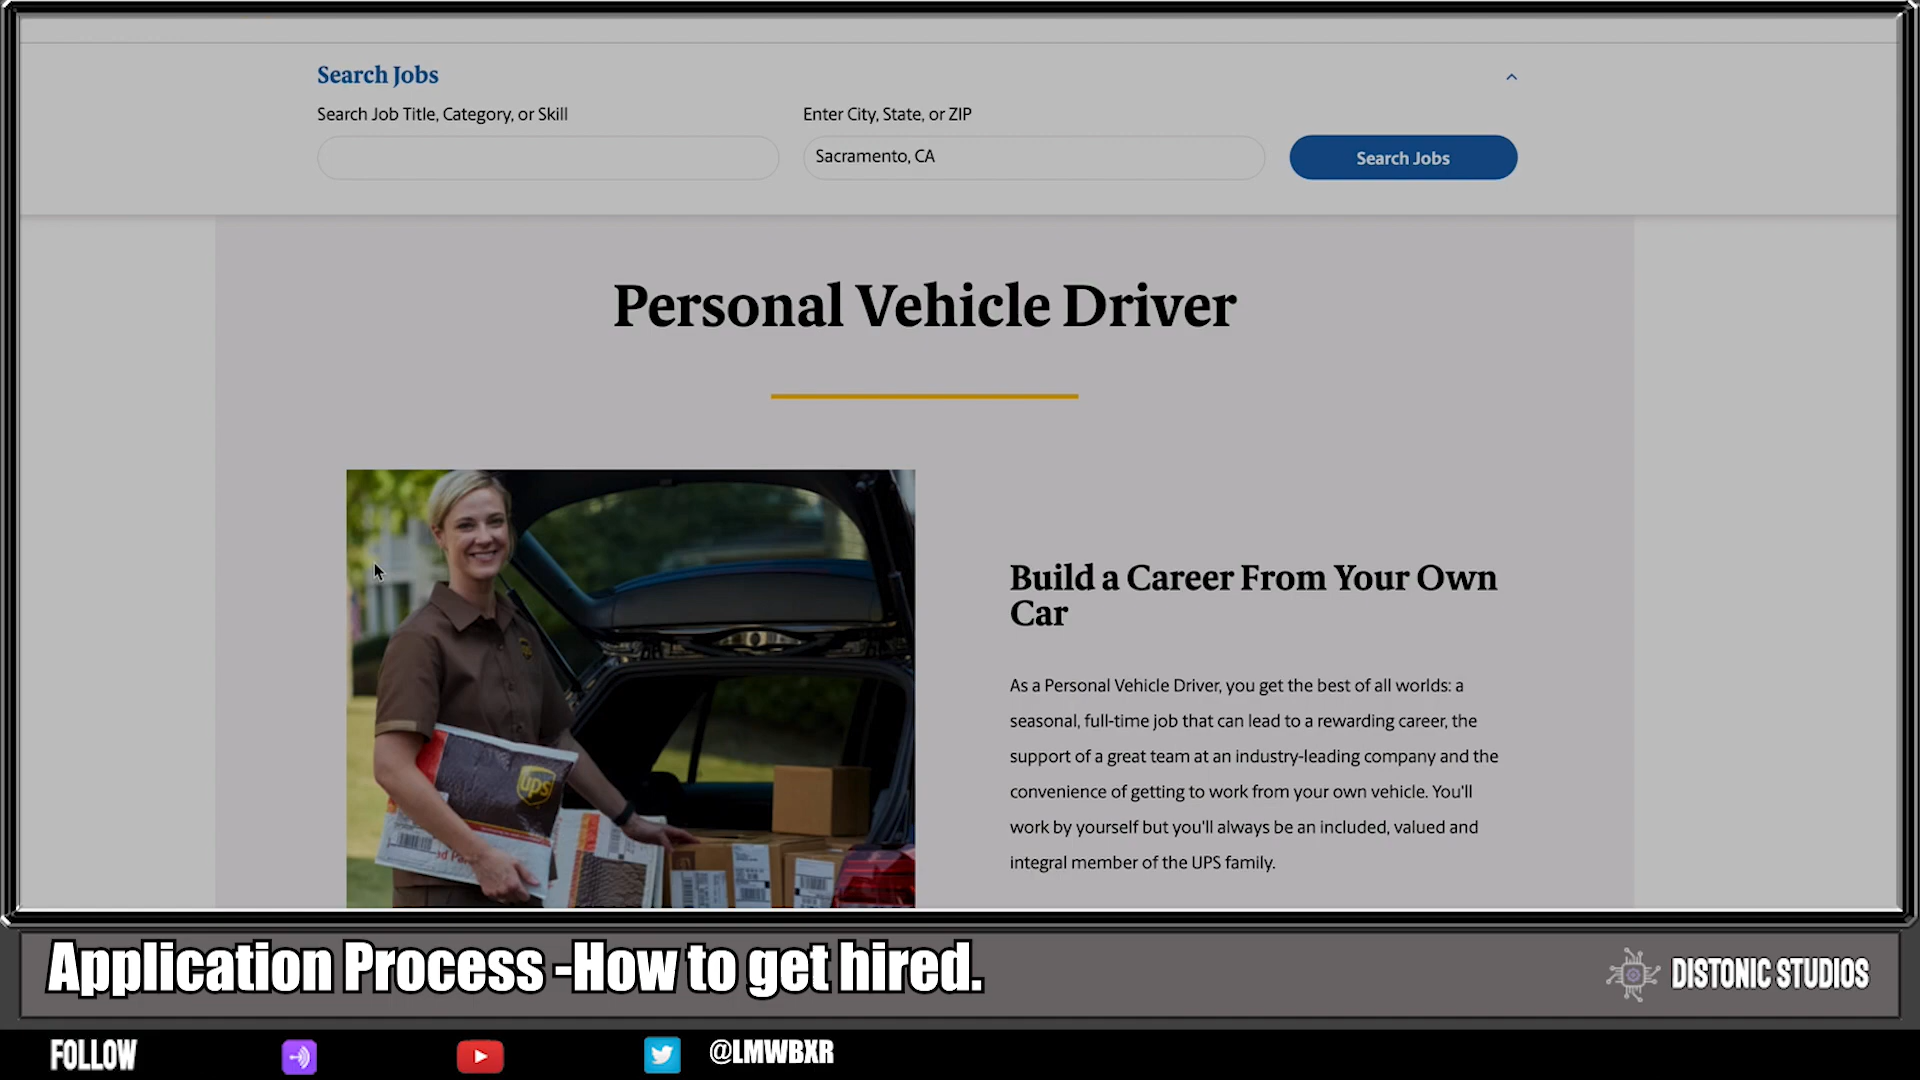 Search Jobs
Search Job Title, Category, or Skill
Enter City, State, or ZIP
Sacramento, CA
Search Jobs
Personal Vehicle Driver
ups
Build a Career From Your Own
Car
As a Personal Vehicle Driver, you get the best of all worlds: a
seasonal, full-time job that can lead to a rewarding career, the
support of a great team at an industry-leading company and the
convenience of getting to work from your own vehicle. You'll
work by yourself but you'll always be an included, valued and
integral member of the UPS family.
Application Process -How to get hired.
DISTONIC STUDIOS
FOLLOW
@LMWBXR